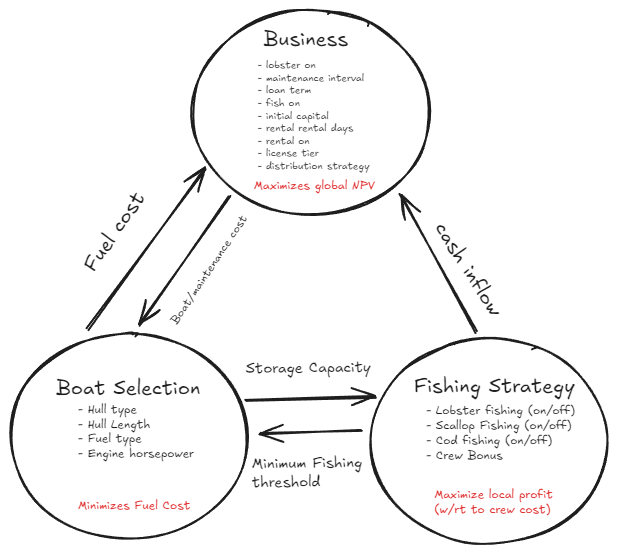 Business
- lobster on
- maintenance interval
- loan term
- fish on
- initial capital
- rental rental days
- rental on
- license tier
- distribution strategy
Maximizes global NPV
Fuel cost
Boat/maintenance cost
cash inflow
Boat Selection
- Hull type
- Hull Length
- Fuel type
- Engine horsepower
Minimizes Fuel Cost
Storage Capacity
Minimum Fishing
threshold
Fishing Strategy
- Lobster fishing (on/off)
- Scallop Fishing (on/off)
- Cod fishing (on/off)
- Crew Bonus
Maximize local profit
(w/rt to crew cost)